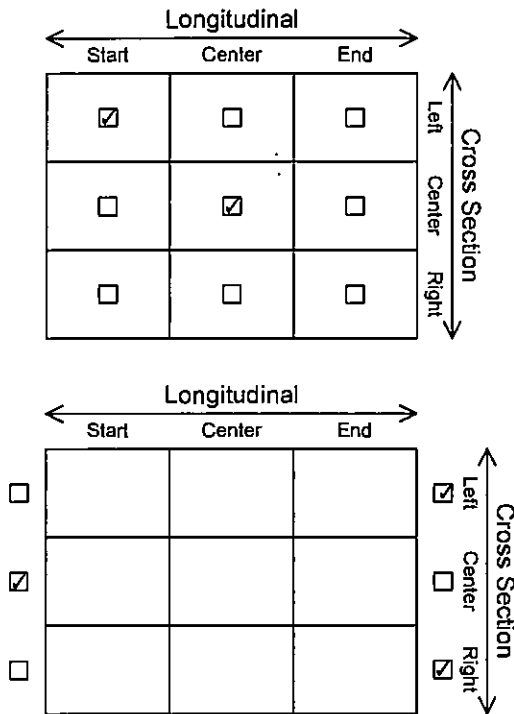 Longitudinal
Start Center End
Left
Center
Right
Cross Section
Longitudinal
Start Center End
Left
Center
Right
Cross Section